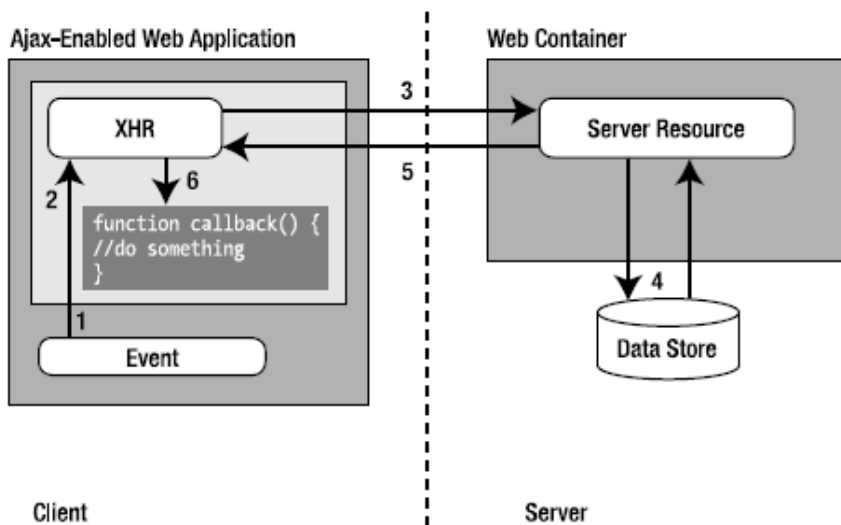 Ajax-Enabled Web Application
Web Container
XHR
3
Server Resource
5
2
6
function callback() {
//do something
}
4
1
Event
Data Store
Client
Server